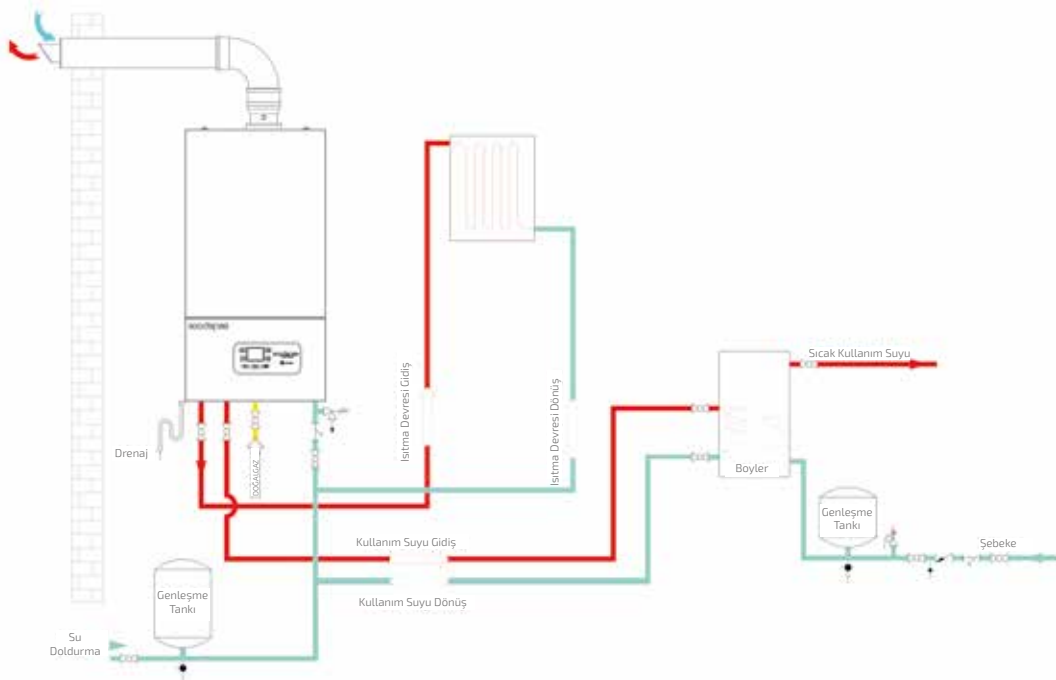 Drenaj
DOĞALGAZ
Isıtma Devresi Gidiş
Isıtma Devresi Dönüş
Sıcak Kullanım Suyu
Boyler
Genleşme
Tankı
Şebeke
Kullanım Suyu Gidiş
Kullanım Suyu Dönüş
Genleşme
Tankı
Su
Doldurma